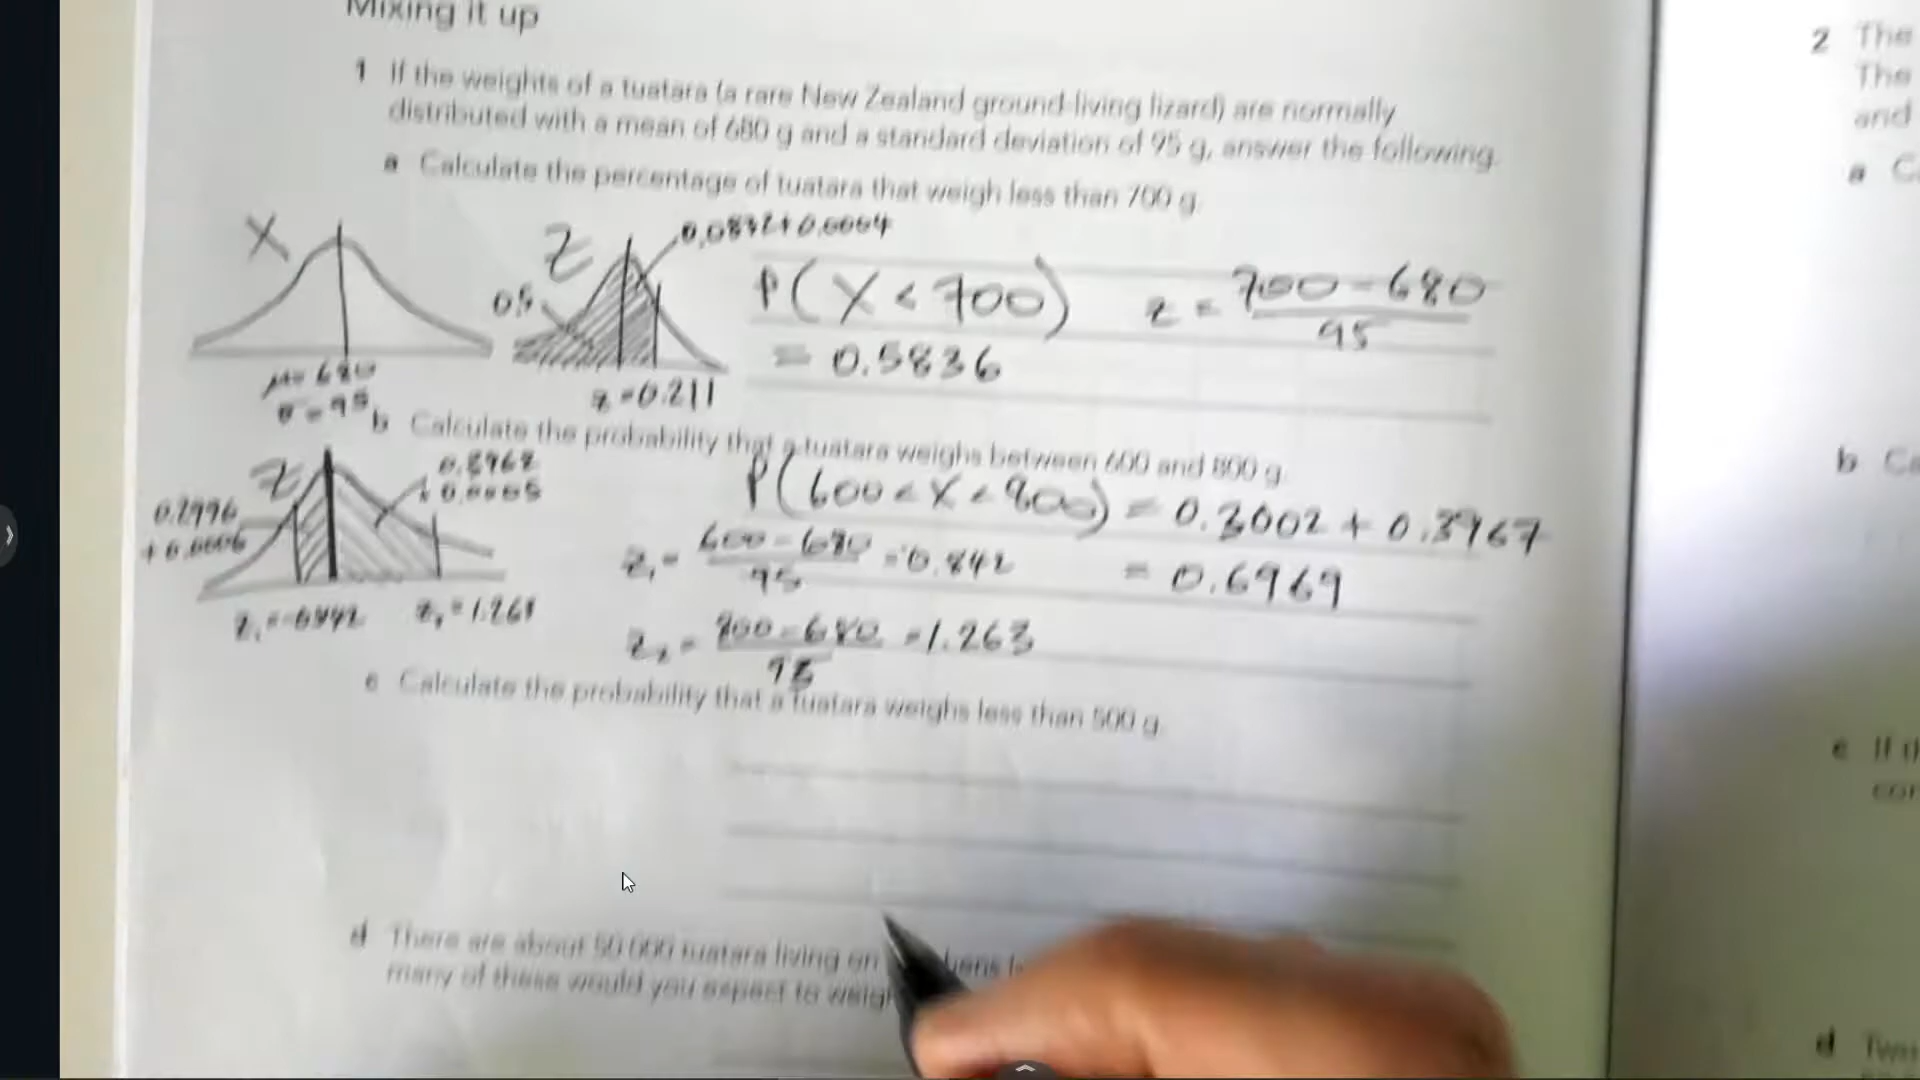 Mixing it up
1 If the weights of a tuatara (a rare New Zealand ground-living lizard) are normally
distributed with a mean of 680 g and a standard deviation of 95 g, answer the following.
a Calculate the percentage of tuatara that weigh less than 700 g.
X
μ = 680
σ = 95
Z
0.5
0.0832 + 0.0004
z = 0.211
P(X < 700)
= 0.5836
z = 700 - 680
95
b Calculate the probability that a tuatara weighs between 600 and 800 g.
Z
0.2996
+ 0.0006
0.3962
+ 0.0005
z₁ = -0.842
z₂ = 1.263
P(600 < X < 800) = 0.3002 + 0.3967
= 0.6969
z₁ = 600 - 680 = -0.842
95
z₂ = 800 - 680 = 1.263
95
c Calculate the probability that a tuatara weighs less than 500 g.
d There are about 50 000 tuatara living on
many of these would you expect to weigh
2 The
The
and
a
b
c If
d Two